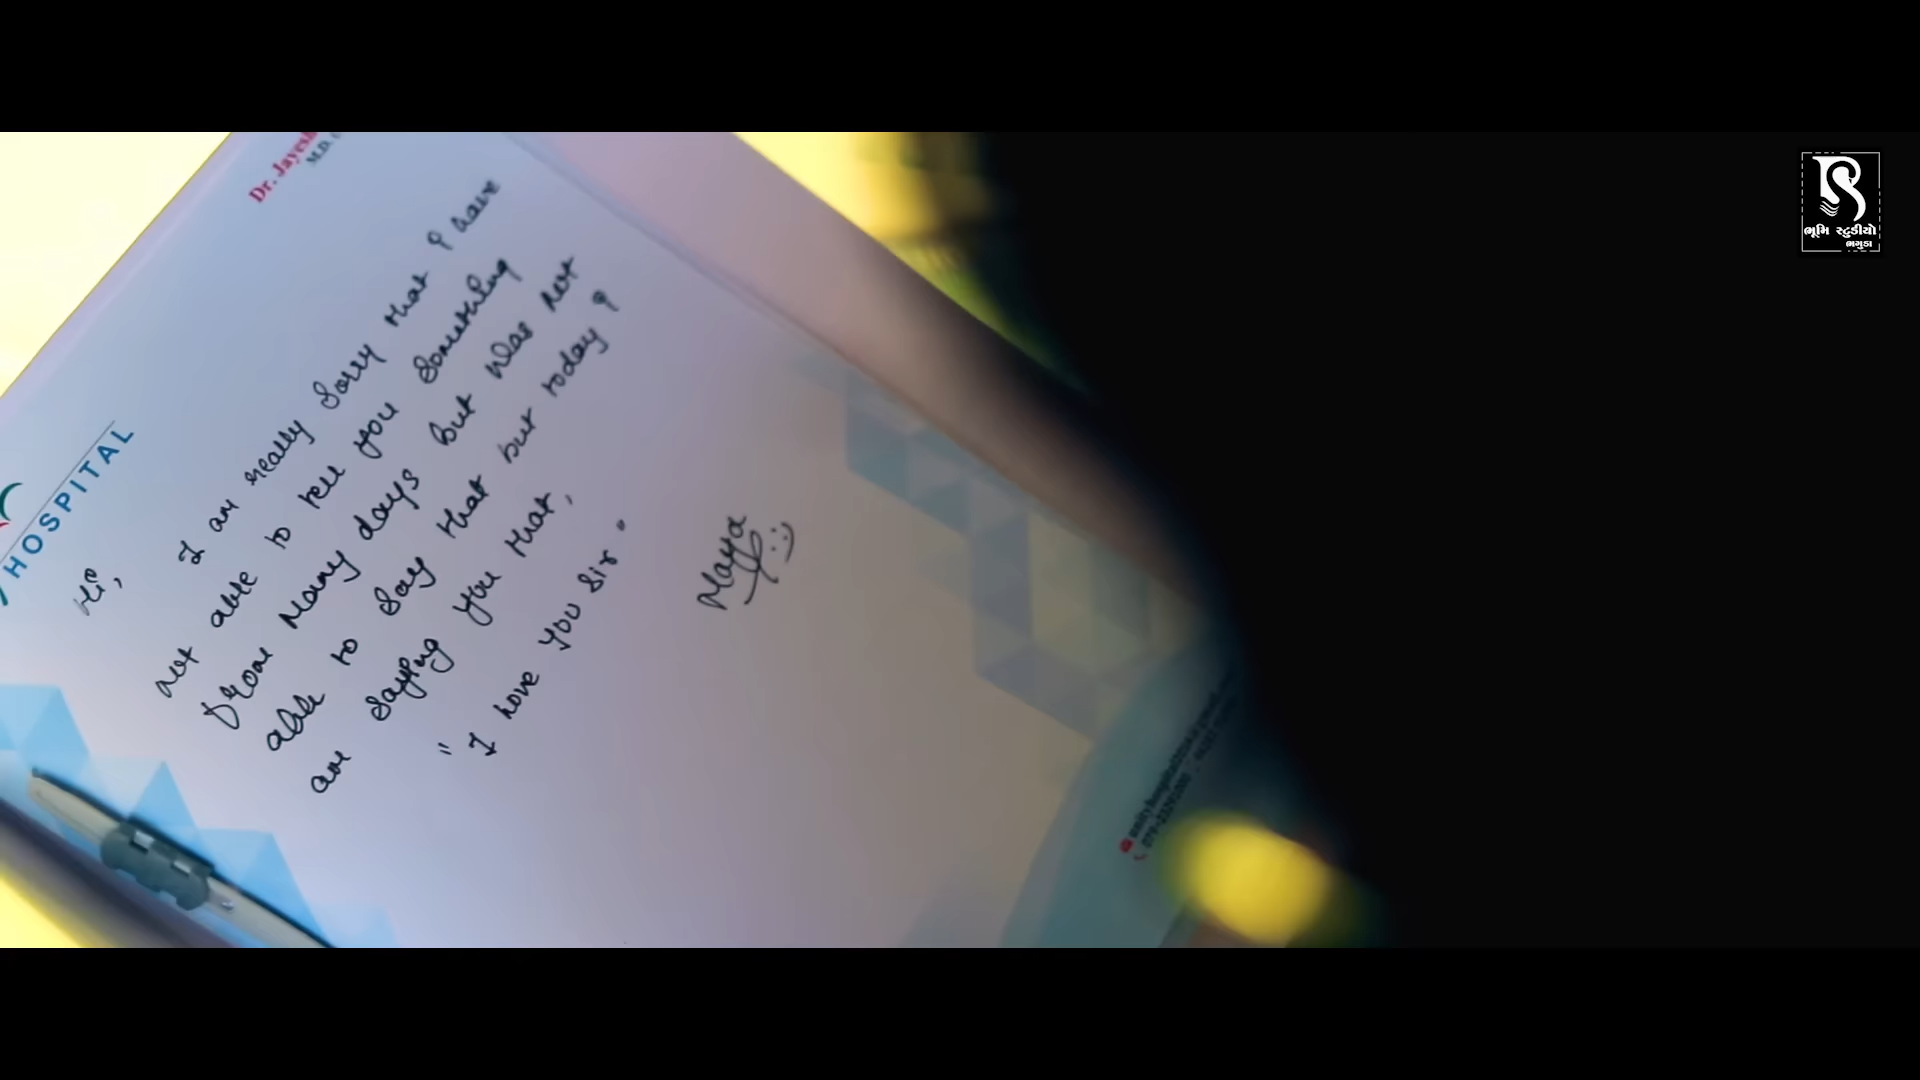 Dr. Jayesh
M.D.
HOSPITAL
Hi,
I am really Sorry that I have
not able to tell you Something
from Many days but was not
able to Say that but today I
am saying you that,
"I love you Sir"
Maya
:)
ભૂમિ સ્ટુડીયો
ભગુડા